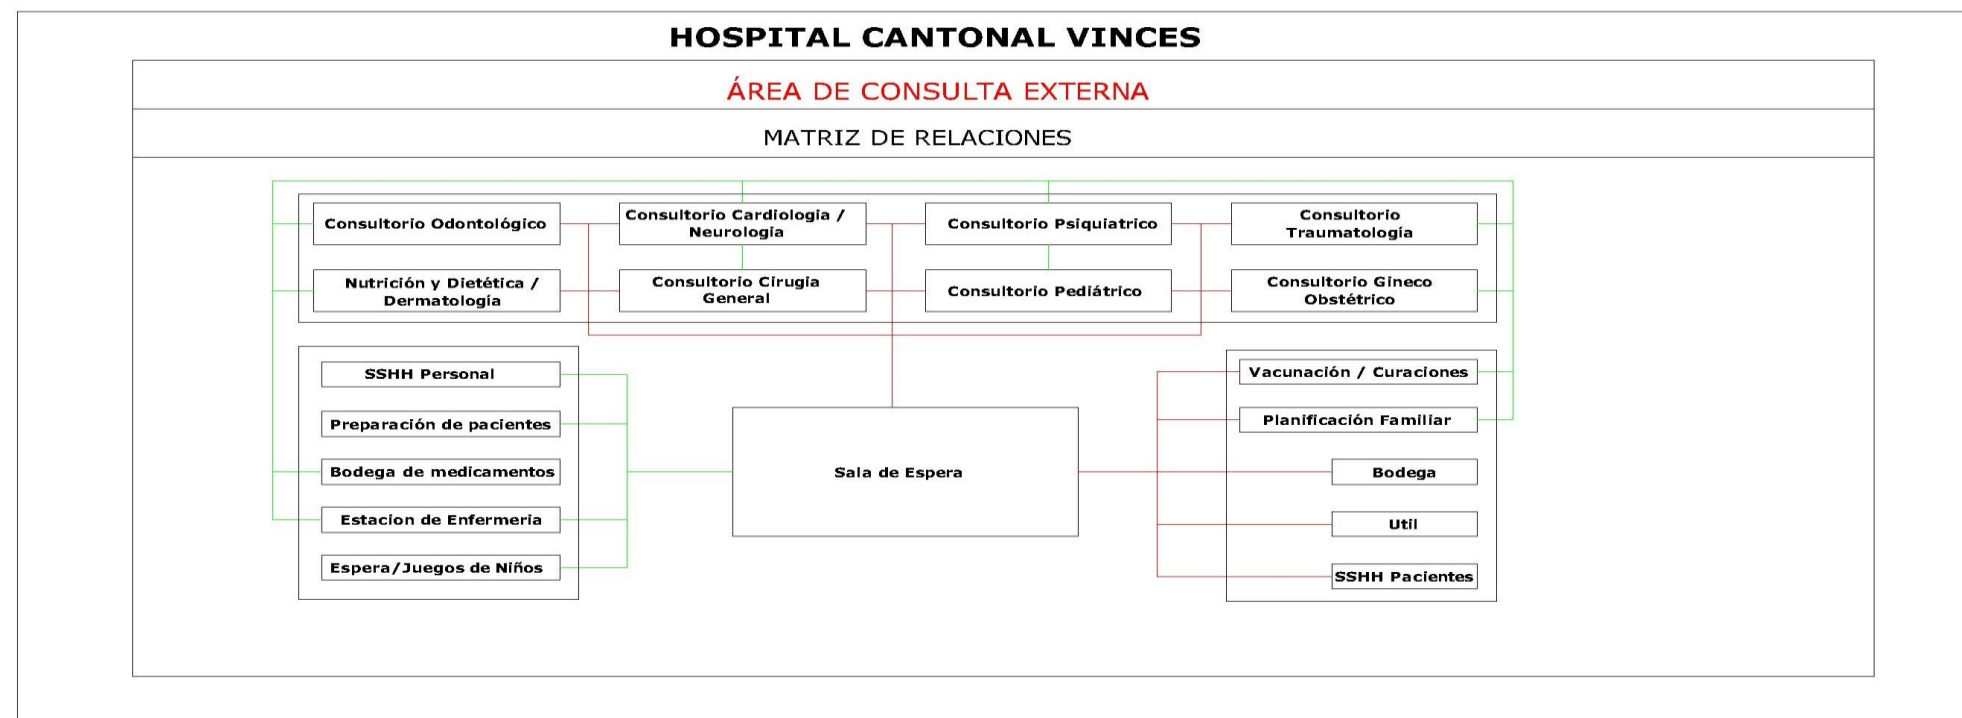 HOSPITAL CANTONAL VINCES
ÁREA DE CONSULTA EXTERNA
MATRIZ DE RELACIONES
Consultorio Odontológico
Consultorio Cardiologia /
Neurologia
Consultorio Psiquiatrico
Consultorio
Traumatología
Nutrición y Dietética /
Dermatología
Consultorio Cirugia
General
Consultorio Pediátrico
Consultorio Gineco
Obstétrico
SSHH Personal
Preparación de pacientes
Bodega de medicamentos
Estacion de Enfermeria
Espera/Juegos de Niños
Sala de Espera
Vacunación / Curaciones
Planificación Familiar
Bodega
Util
SSHH Pacientes